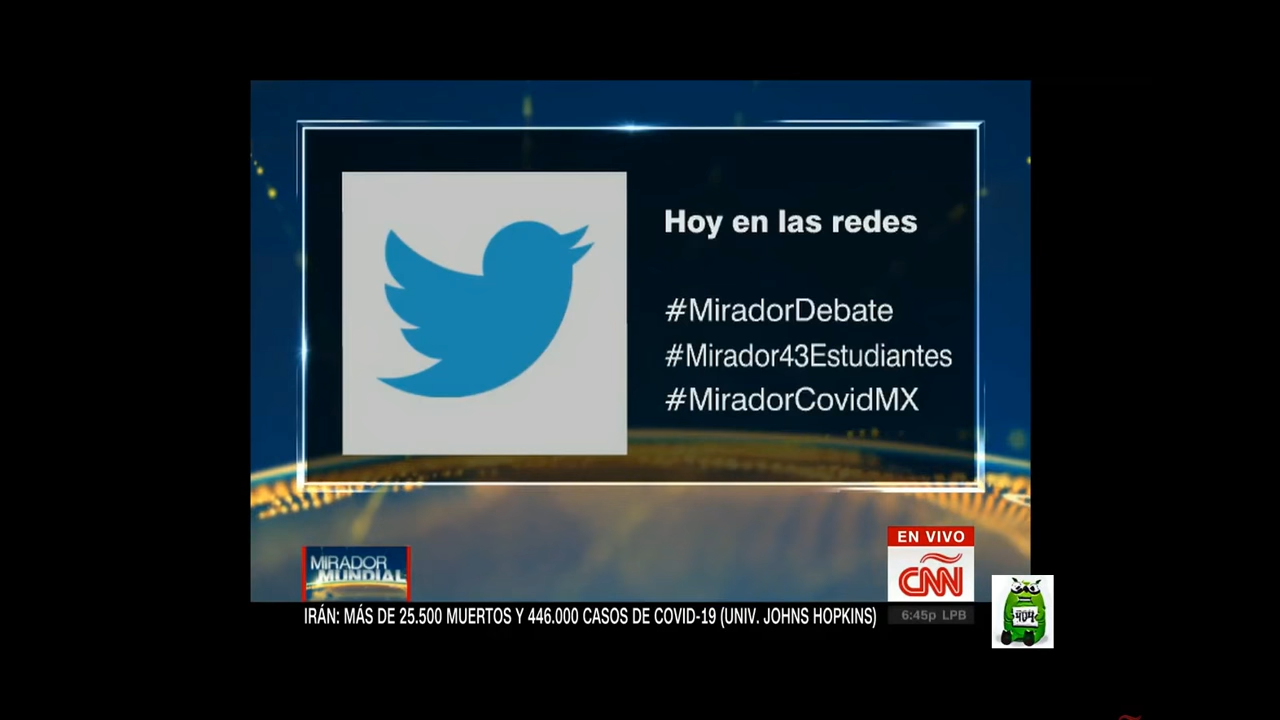 Hoy en las redes
#MiradorDebate
#Mirador43Estudiantes
#MiradorCovidMX
MIRADOR
MUNDIAL
EN VIVO
CNN
IRÁN: MÁS DE 25.500 MUERTOS Y 446.000 CASOS DE COVID-19 (UNIV. JOHNS HOPKINS)
6:45p LPB